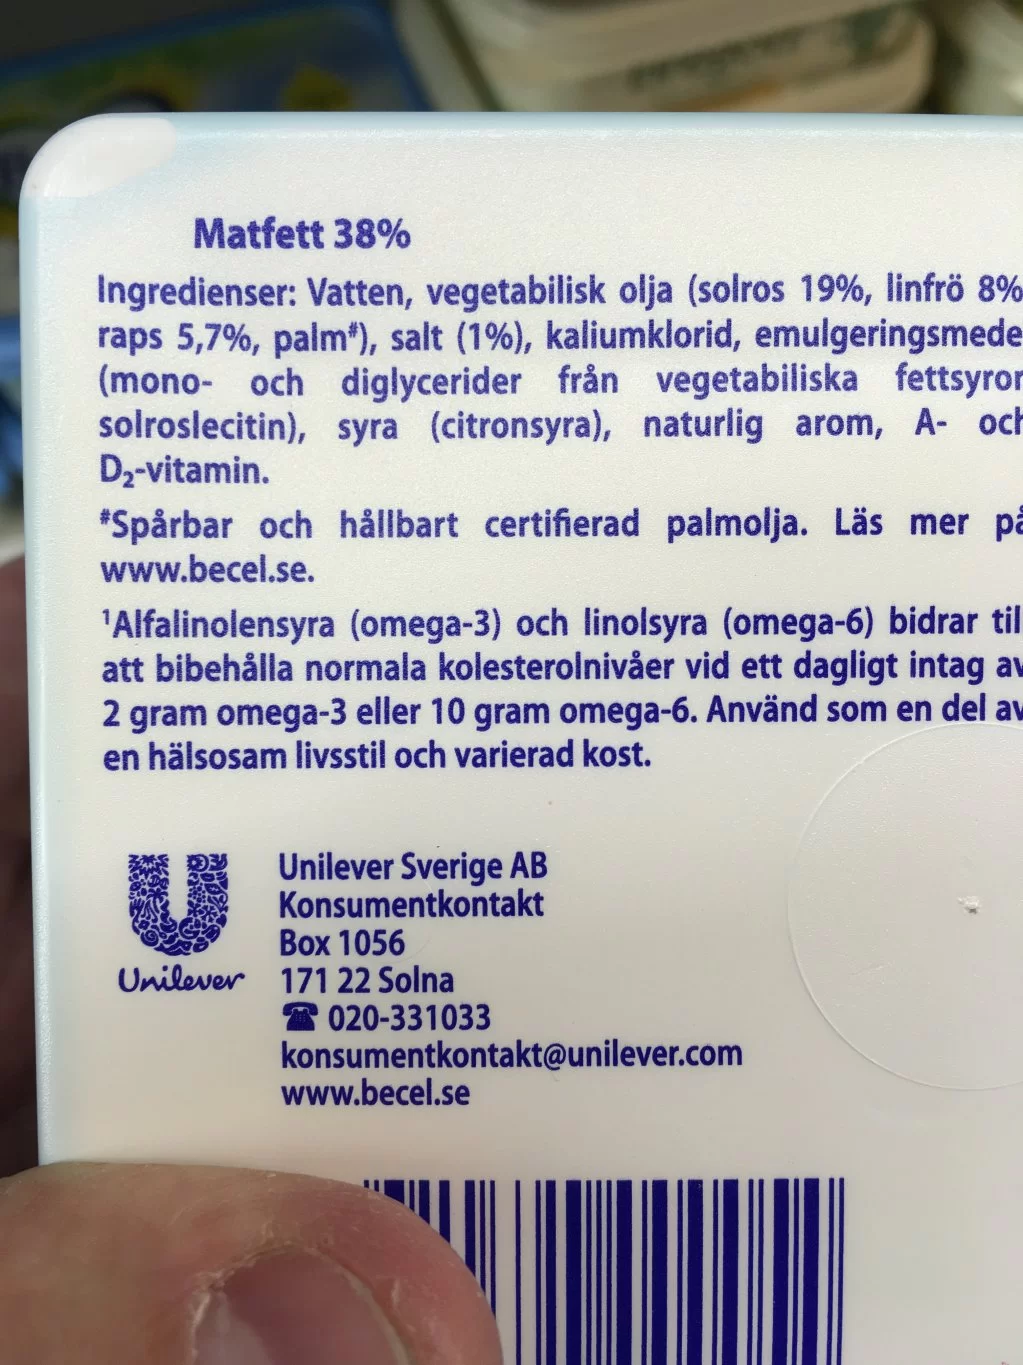 Matfett 38%
Ingredienser: Vatten, vegetabilisk olja (solros 19%, linfrö 8%
raps 5,7%, palm#), salt (1%), kaliumklorid, emulgeringsmede
(mono- och diglycerider från vegetabiliska fettsyror
solroslecitin), syra (citronsyra), naturlig arom, A- och
D₂-vitamin.
#Spårbar och hållbart certifierad palmolja. Läs mer på
www.becel.se.
¹Alfalinolensyra (omega-3) och linolsyra (omega-6) bidrar till
att bibehålla normala kolesterolnivåer vid ett dagligt intag av
2 gram omega-3 eller 10 gram omega-6. Använd som en del av
en hälsosam livsstil och varierad kost.
Unilever Sverige AB
Konsumentkontakt
Box 1056
171 22 Solna
☎ 020-331033
konsumentkontakt@unilever.com
www.becel.se
Unilever